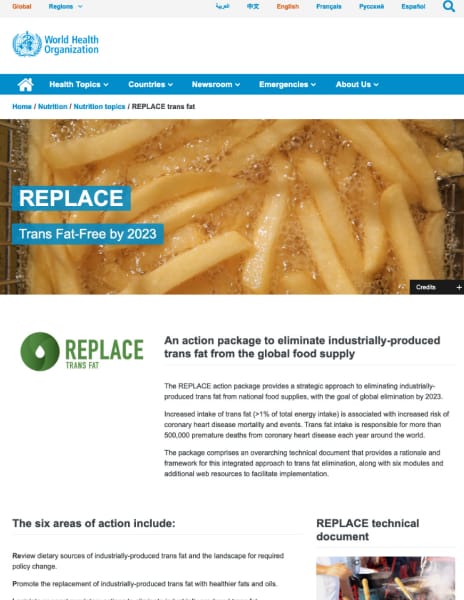 Global
Regions
العربية
中文
English
Français
Русский
Español
World Health
Organization
Health Topics
Countries
Newsroom
Emergencies
About Us
Home / Nutrition / Nutrition topics / REPLACE trans fat
REPLACE
Trans Fat-Free by 2023
Credits +
REPLACE
TRANS FAT
An action package to eliminate industrially-produced
trans fat from the global food supply
The REPLACE action package provides a strategic approach to eliminating industrially-
produced trans fat from national food supplies, with the goal of global elimination by 2023.
Increased intake of trans fat (>1% of total energy intake) is associated with increased risk of
coronary heart disease mortality and events. Trans fat intake is responsible for more than
500,000 premature deaths from coronary heart disease each year around the world.
The package comprises an overarching technical document that provides a rationale and
framework for this integrated approach to trans fat elimination, along with six modules and
additional web resources to facilitate implementation.
The six areas of action include:
Review dietary sources of industrially-produced trans fat and the landscape for required
policy change.
Promote the replacement of industrially-produced trans fat with healthier fats and oils.
REPLACE technical
document